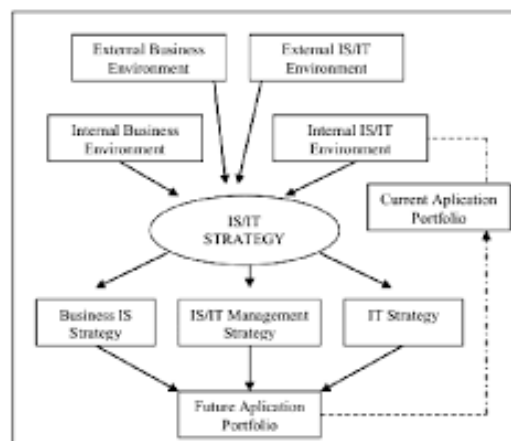 External Business
Environment
External IS/IT
Environment
Internal Business
Environment
Internal IS/IT
Environment
Current Aplication
Portfolio
IS/IT
STRATEGY
Business IS
Strategy
IS/IT Management
Strategy
IT Strategy
Future Aplication
Portfolio